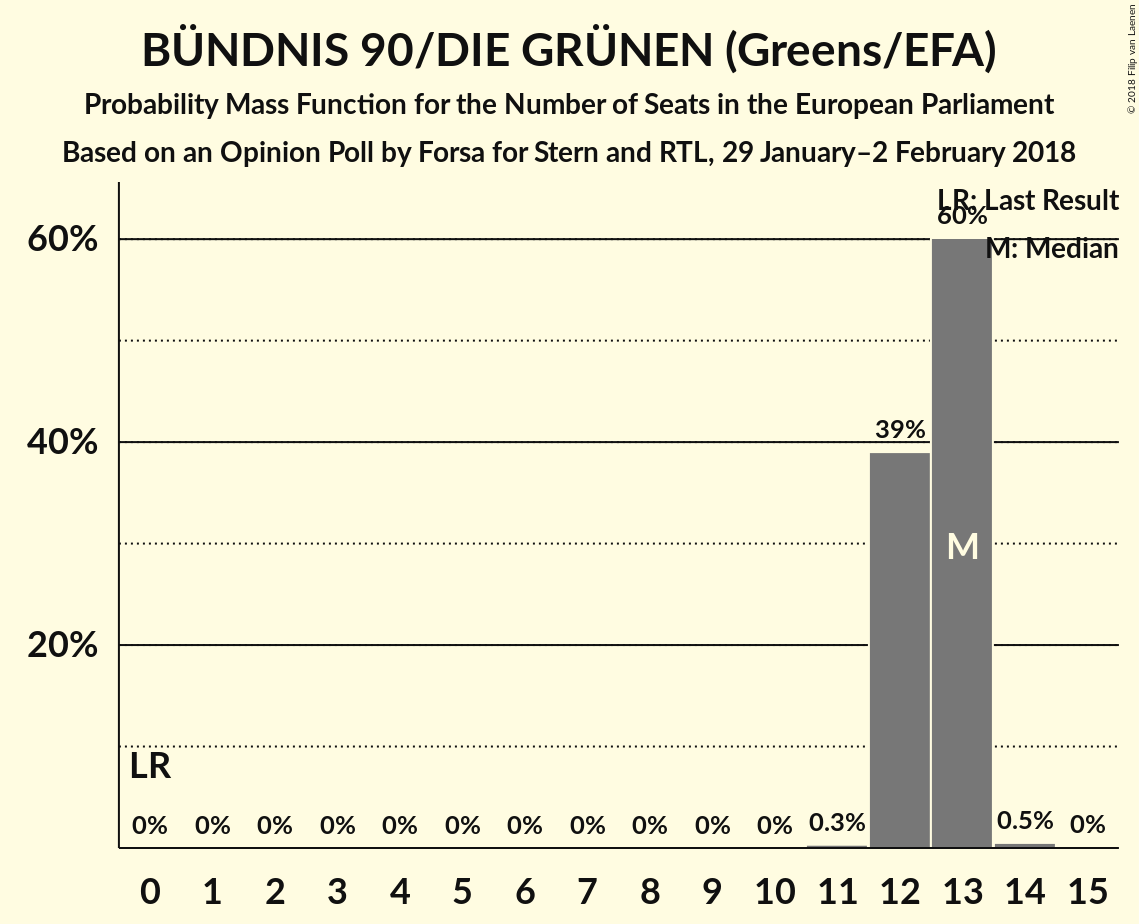 BÜNDNIS 90/DIE GRÜNEN (Greens/EFA)
Probability Mass Function for the Number of Seats in the European Parliament
Based on an Opinion Poll by Forsa for Stern and RTL, 29 January–2 February 2018
© 2018 Filip van Laenen
LR: Last Result
M: Median
60%
40%
20%
60%
39%
M
LR
0% 0% 0% 0% 0% 0% 0% 0% 0% 0% 0% 0.3% 0.5% 0%
0 1 2 3 4 5 6 7 8 9 10 11 12 13 14 15